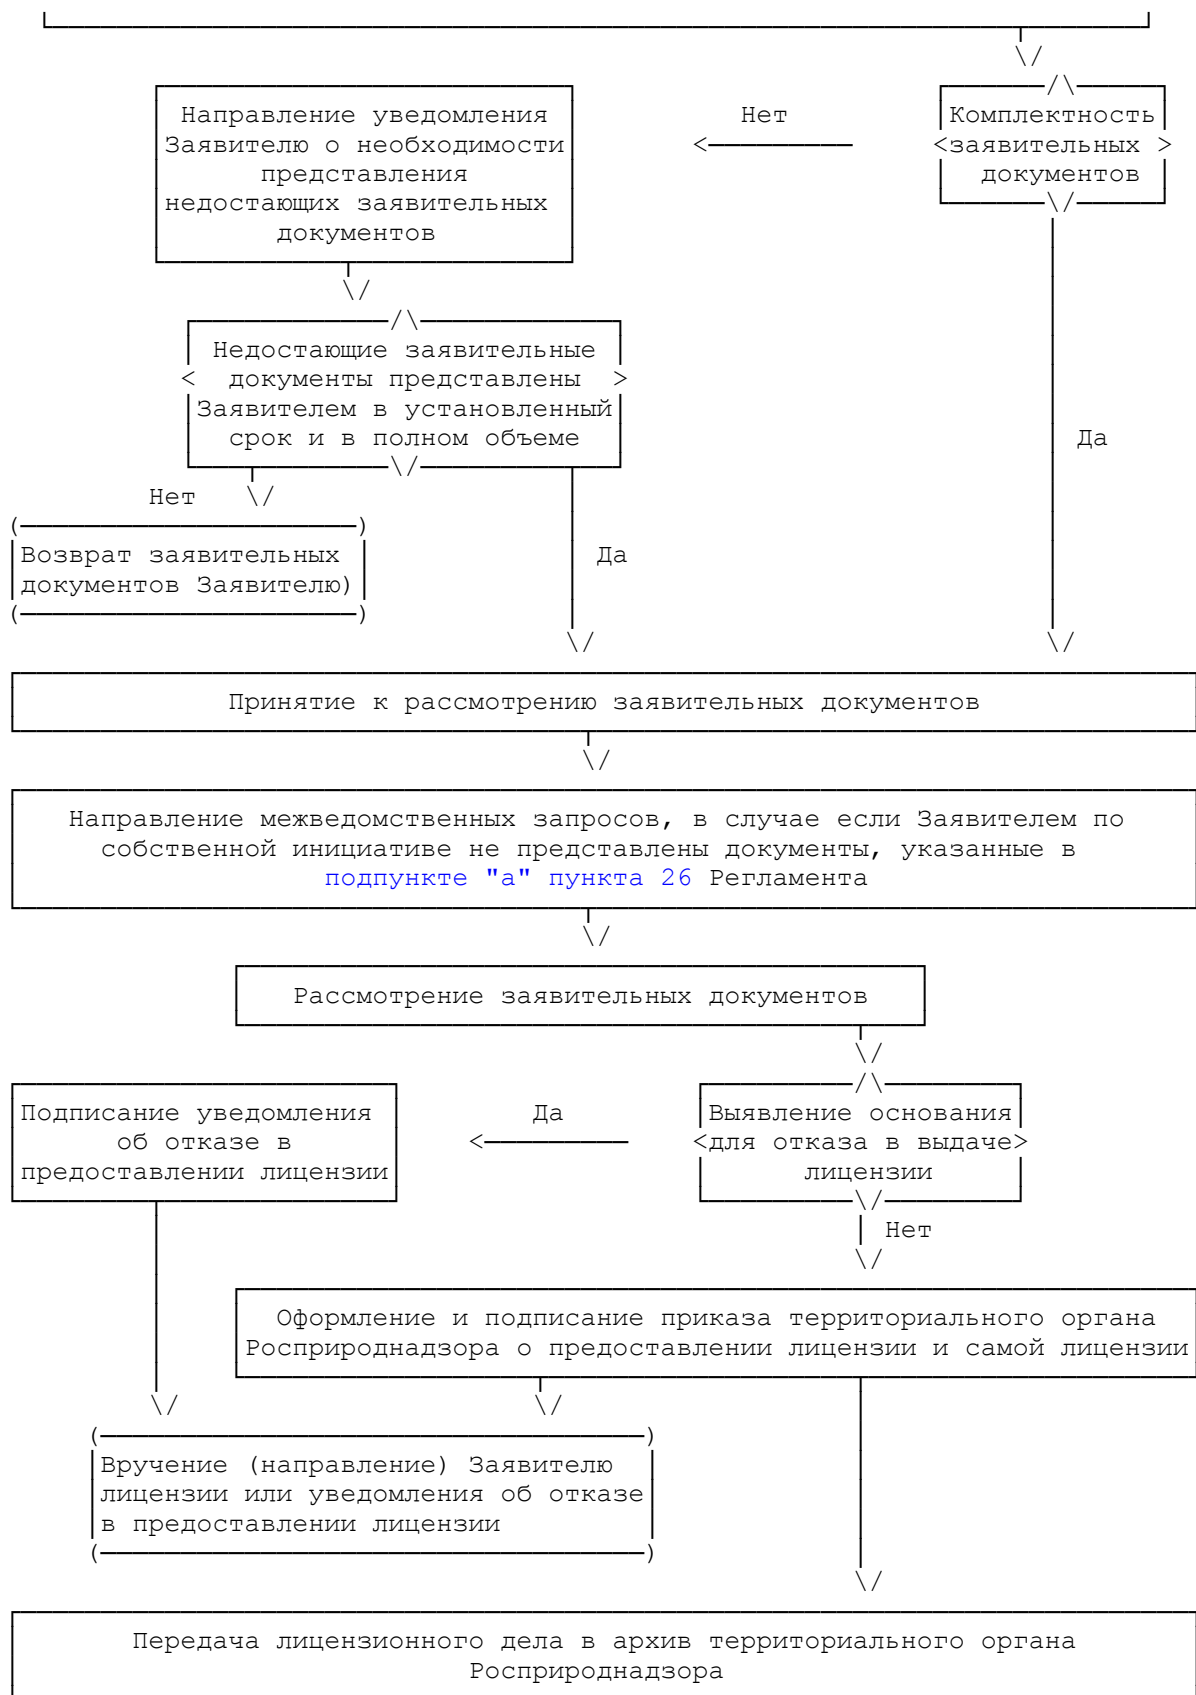 Комплектность
заявительных
документов
Нет
Направление уведомления
Заявителю о необходимости
представления
недостающих заявительных
документов
Недостающие заявительные
документы представлены
Заявителем в установленный
срок и в полном объеме
Да
Нет
Возврат заявительных
документов Заявителю)
Да
Принятие к рассмотрению заявительных документов
Направление межведомственных запросов, в случае если Заявителем по
собственной инициативе не представлены документы, указанные в
подпункте "а" пункта 26 Регламента
Рассмотрение заявительных документов
Выявление основания
для отказа в выдаче
лицензии
Да
Подписание уведомления
об отказе в
предоставлении лицензии
Нет
Оформление и подписание приказа территориального органа
Росприроднадзора о предоставлении лицензии и самой лицензии
Вручение (направление) Заявителю
лицензии или уведомления об отказе
в предоставлении лицензии
Передача лицензионного дела в архив территориального органа
Росприроднадзора